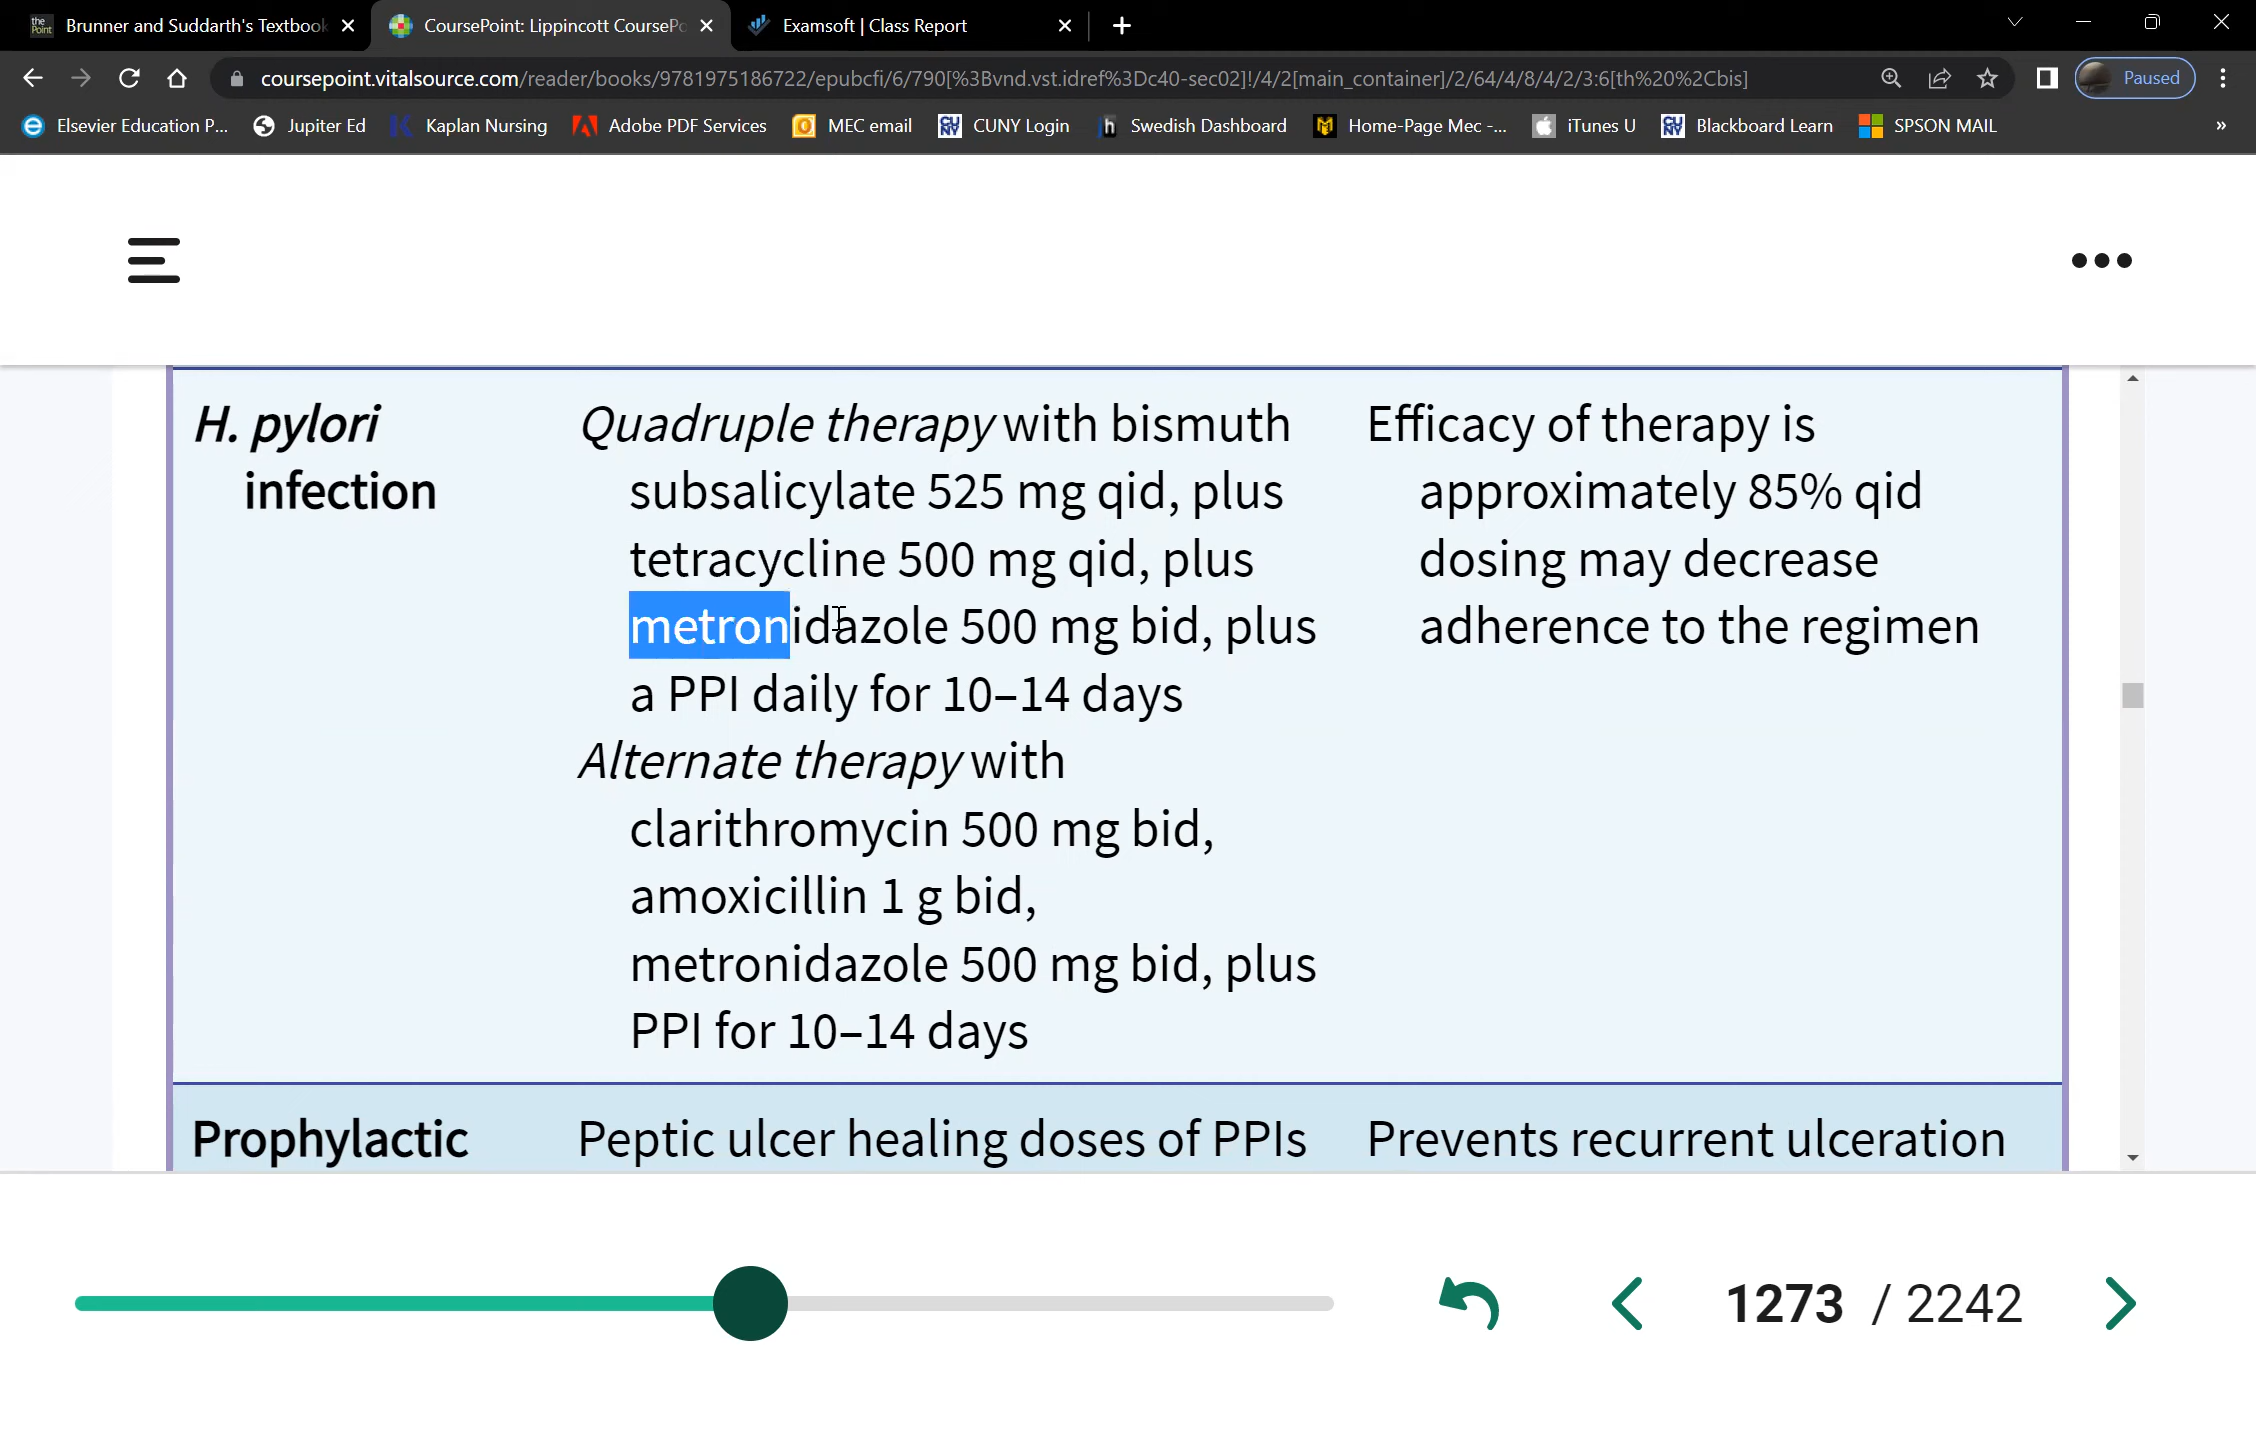 Brunner and Suddarth's Textbook
CoursePoint: Lippincott CoursePo
Examsoft | Class Report
coursepoint.vitalsource.com/reader/books/9781975186722/epubcfi/6/790[%3Bvnd.vst.idref%3Dc40-sec02]!/4/2[main_container]/2/64/4/8/4/2/3:6[th%20%2Cbis]
Paused
Elsevier Education P...
Jupiter Ed
Kaplan Nursing
Adobe PDF Services
MEC email
CUNY Login
Swedish Dashboard
Home-Page Mec -...
iTunes U
Blackboard Learn
SPSON MAIL
»
H. pylori
infection
Quadruple therapy with bismuth
subsalicylate 525 mg qid, plus
tetracycline 500 mg qid, plus
metronidazole 500 mg bid, plus
a PPI daily for 10–14 days
Alternate therapy with
clarithromycin 500 mg bid,
amoxicillin 1 g bid,
metronidazole 500 mg bid, plus
PPI for 10–14 days
Efficacy of therapy is
approximately 85% qid
dosing may decrease
adherence to the regimen
Prophylactic
Peptic ulcer healing doses of PPIs
Prevents recurrent ulceration
1273 / 2242